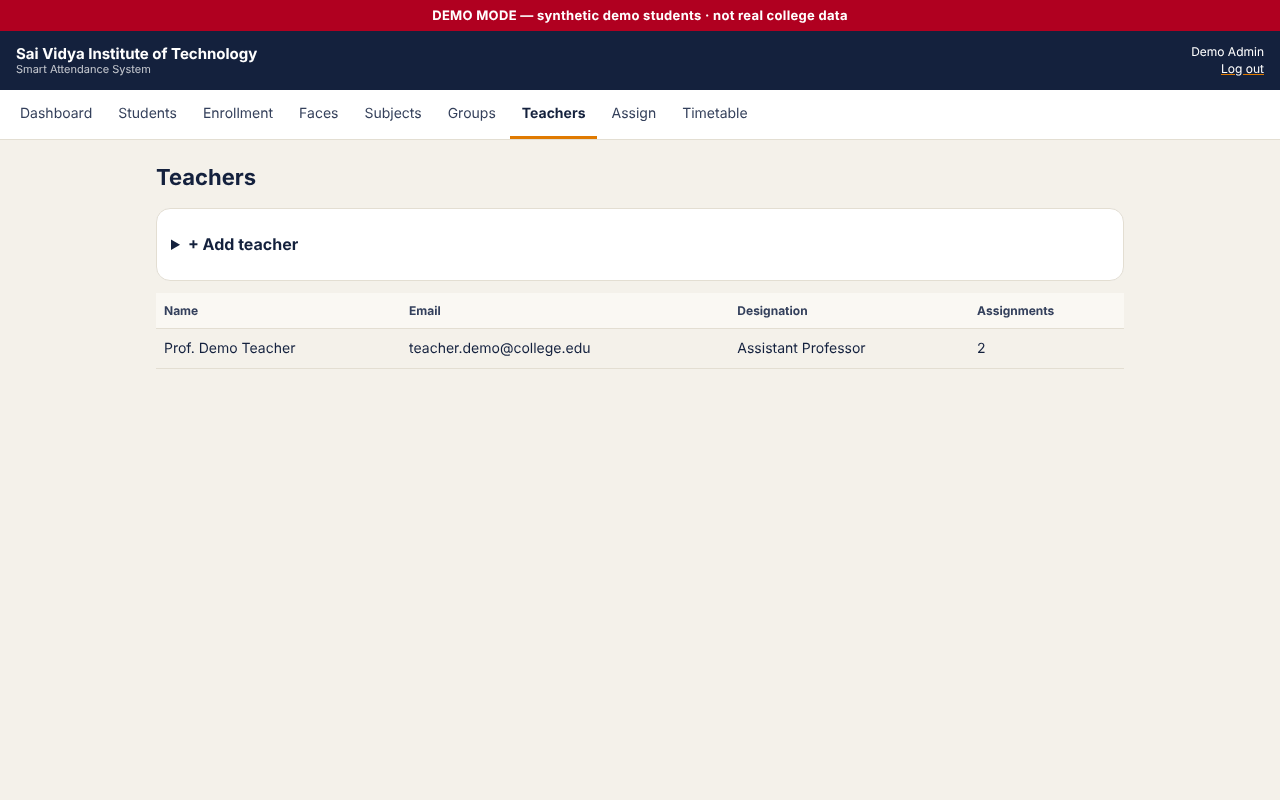 DEMO MODE — synthetic demo students · not real college data
Sai Vidya Institute of Technology
Smart Attendance System
Demo Admin
Log out
Dashboard Students Enrollment Faces Subjects Groups Teachers Assign Timetable
Teachers
+ Add teacher
Name Email Designation Assignments
Prof. Demo Teacher teacher.demo@college.edu Assistant Professor 2